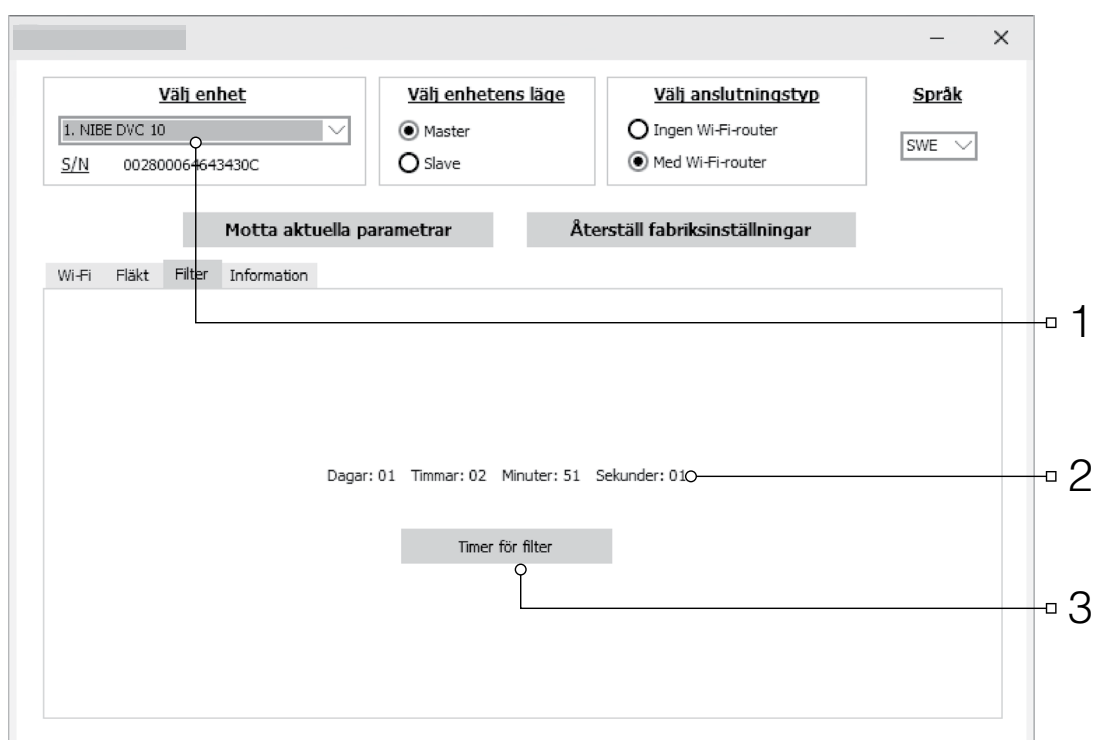 Välj enhet
1. NIBE DVC 10
S/N 002800064643430C
Välj enhetens läge
Master
Slave
Välj anslutningstyp
Ingen Wi-Fi-router
Med Wi-Fi-router
Språk
SWE
Motta aktuella parametrar
Återställ fabriksinställningar
Wi-Fi Fläkt Filter Information
1
Dagar: 01 Timmar: 02 Minuter: 51 Sekunder: 01
2
Timer för filter
3